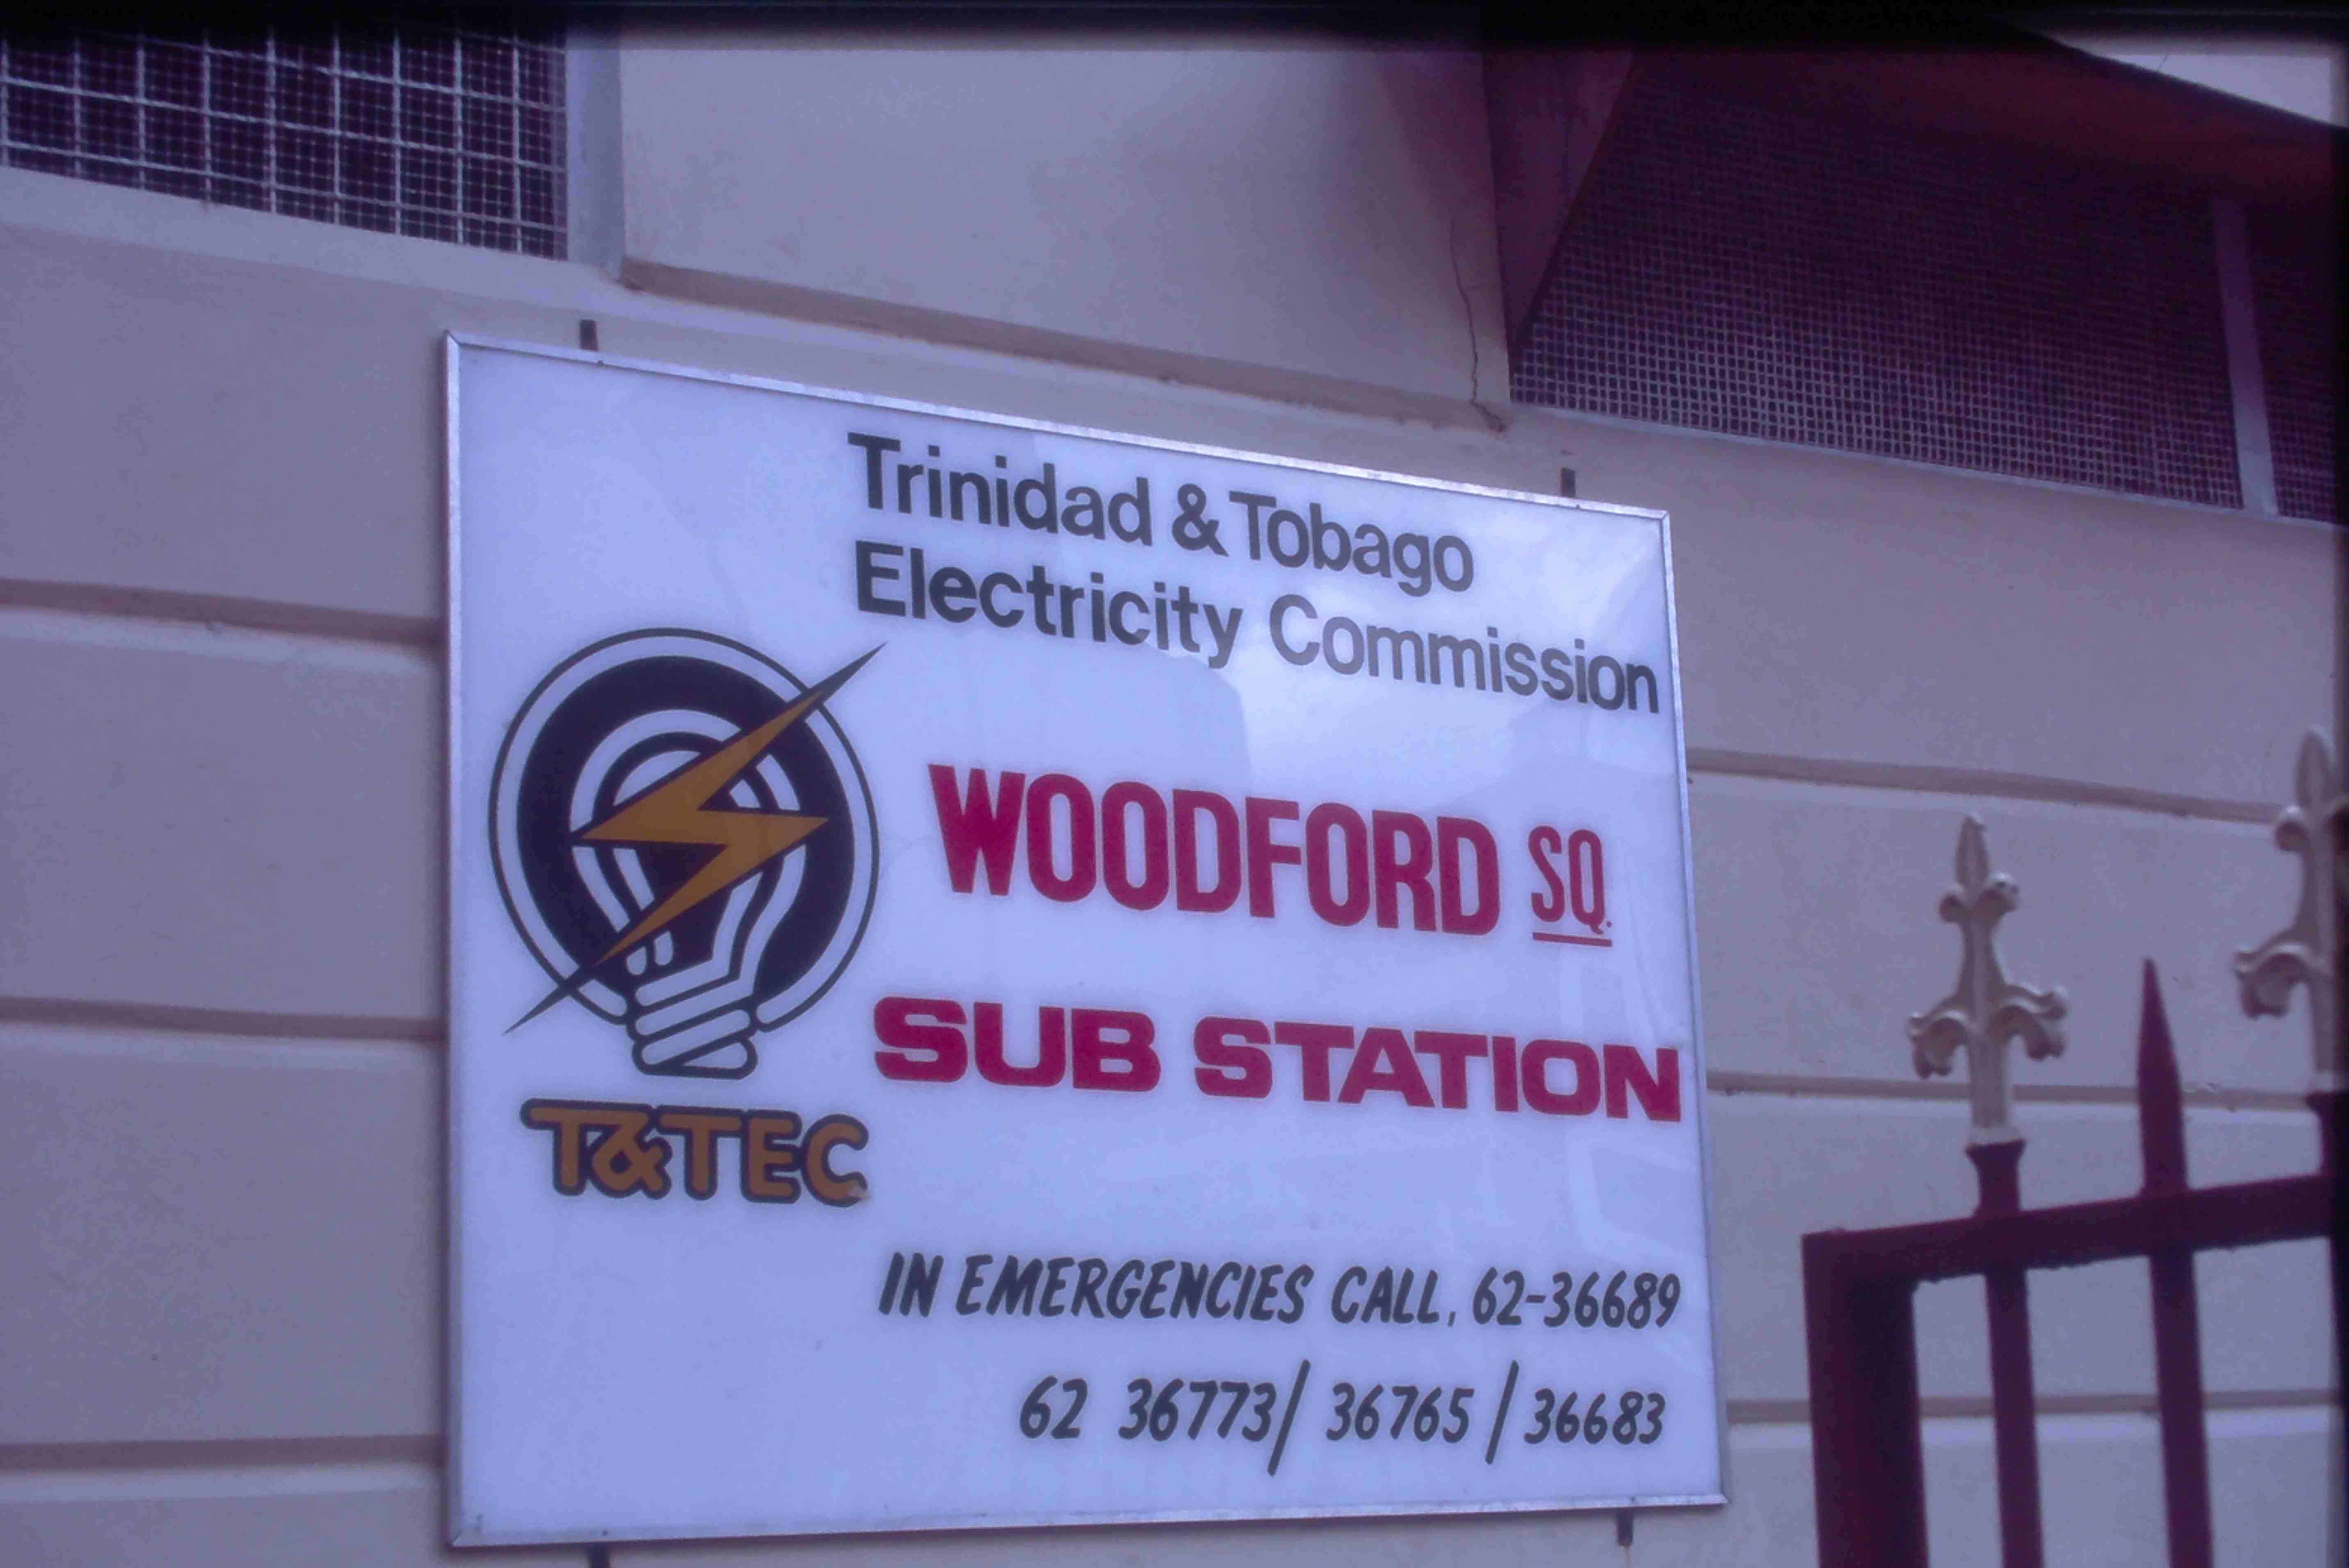 Trinidad & Tobago
Electricity Commission
WOODFORD SQ.
SUB STATION
T&TEC
IN EMERGENCIES CALL, 62-36689
62 36773/ 36765 / 36683